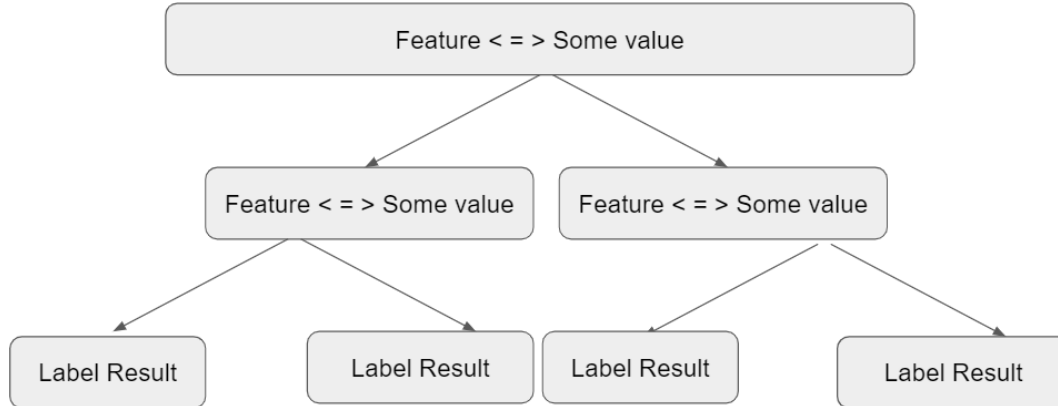 Feature < = > Some value
Feature < = > Some value
Feature < = > Some value
Label Result
Label Result
Label Result
Label Result